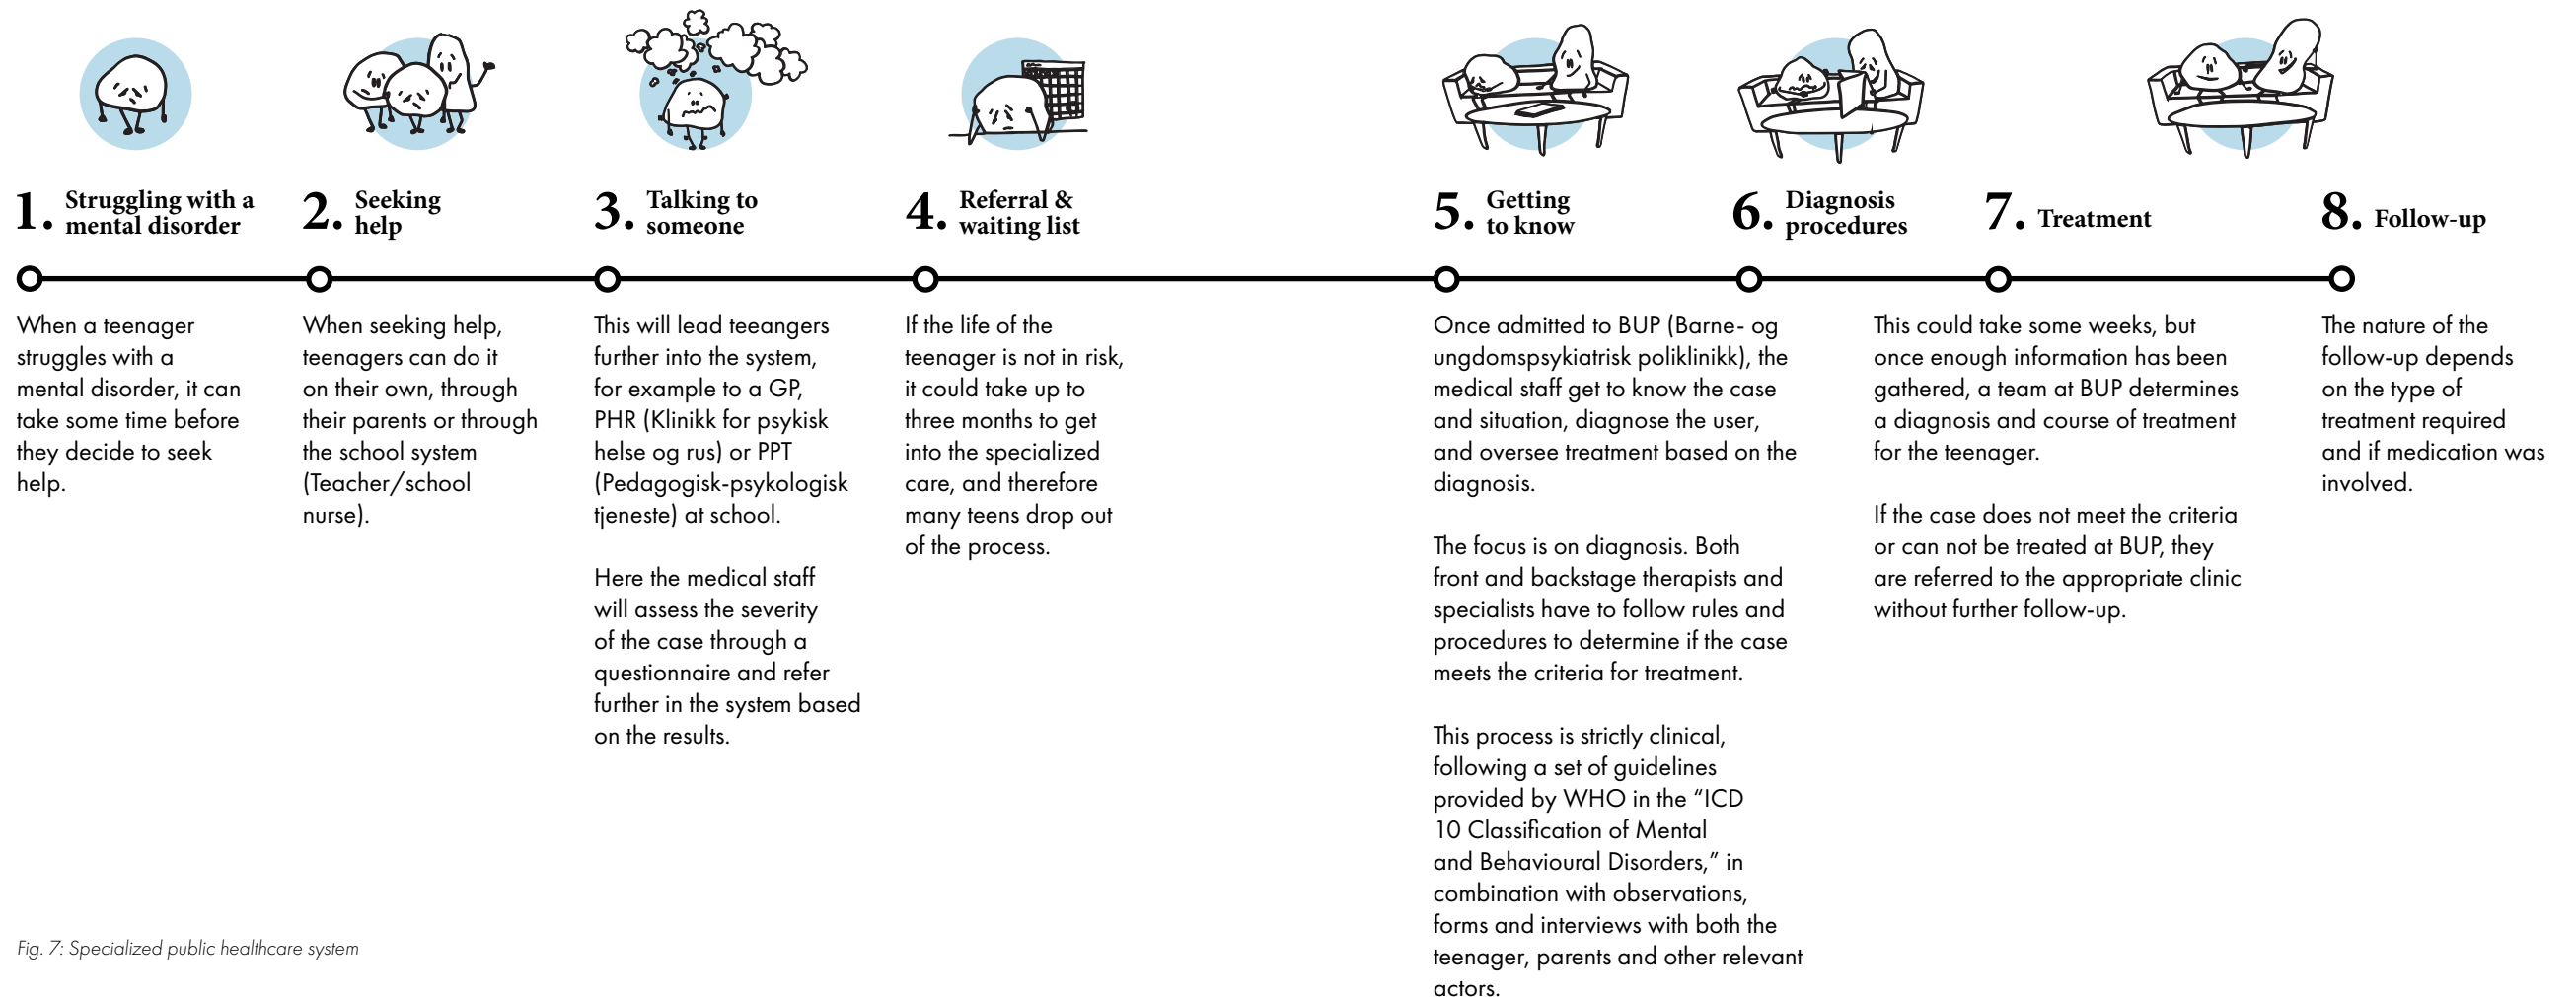 1. Struggling with a
mental disorder
2. Seeking
help
3. Talking to
someone
4. Referral &
waiting list
5. Getting
to know
6. Diagnosis
procedures
7. Treatment
8. Follow-up
When a teenager
struggles with a
mental disorder, it can
take some time before
they decide to seek
help.
When seeking help,
teenagers can do it
on their own, through
their parents or through
the school system
(Teacher/school
nurse).
This will lead teeangers
further into the system,
for example to a GP,
PHR (Klinikk for psykisk
helse og rus) or PPT
(Pedagogisk-psykologisk
tjeneste) at school.
Here the medical staff
will assess the severity
of the case through a
questionnaire and refer
further in the system based
on the results.
If the life of the
teenager is not in risk,
it could take up to
three months to get
into the specialized
care, and therefore
many teens drop out
of the process.
Once admitted to BUP (Barne- og
ungdomspsykiatrisk poliklinikk), the
medical staff get to know the case
and situation, diagnose the user,
and oversee treatment based on the
diagnosis.
The focus is on diagnosis. Both
front and backstage therapists and
specialists have to follow rules and
procedures to determine if the case
meets the criteria for treatment.
This process is strictly clinical,
following a set of guidelines
provided by WHO in the “ICD
10 Classification of Mental
and Behavioural Disorders,” in
combination with observations,
forms and interviews with both the
teenager, parents and other relevant
actors.
This could take some weeks, but
once enough information has been
gathered, a team at BUP determines
a diagnosis and course of treatment
for the teenager.
If the case does not meet the criteria
or can not be treated at BUP, they
are referred to the appropriate clinic
without further follow-up.
The nature of the
follow-up depends
on the type of
treatment required
and if medication was
involved.
Fig. 7: Specialized public healthcare system